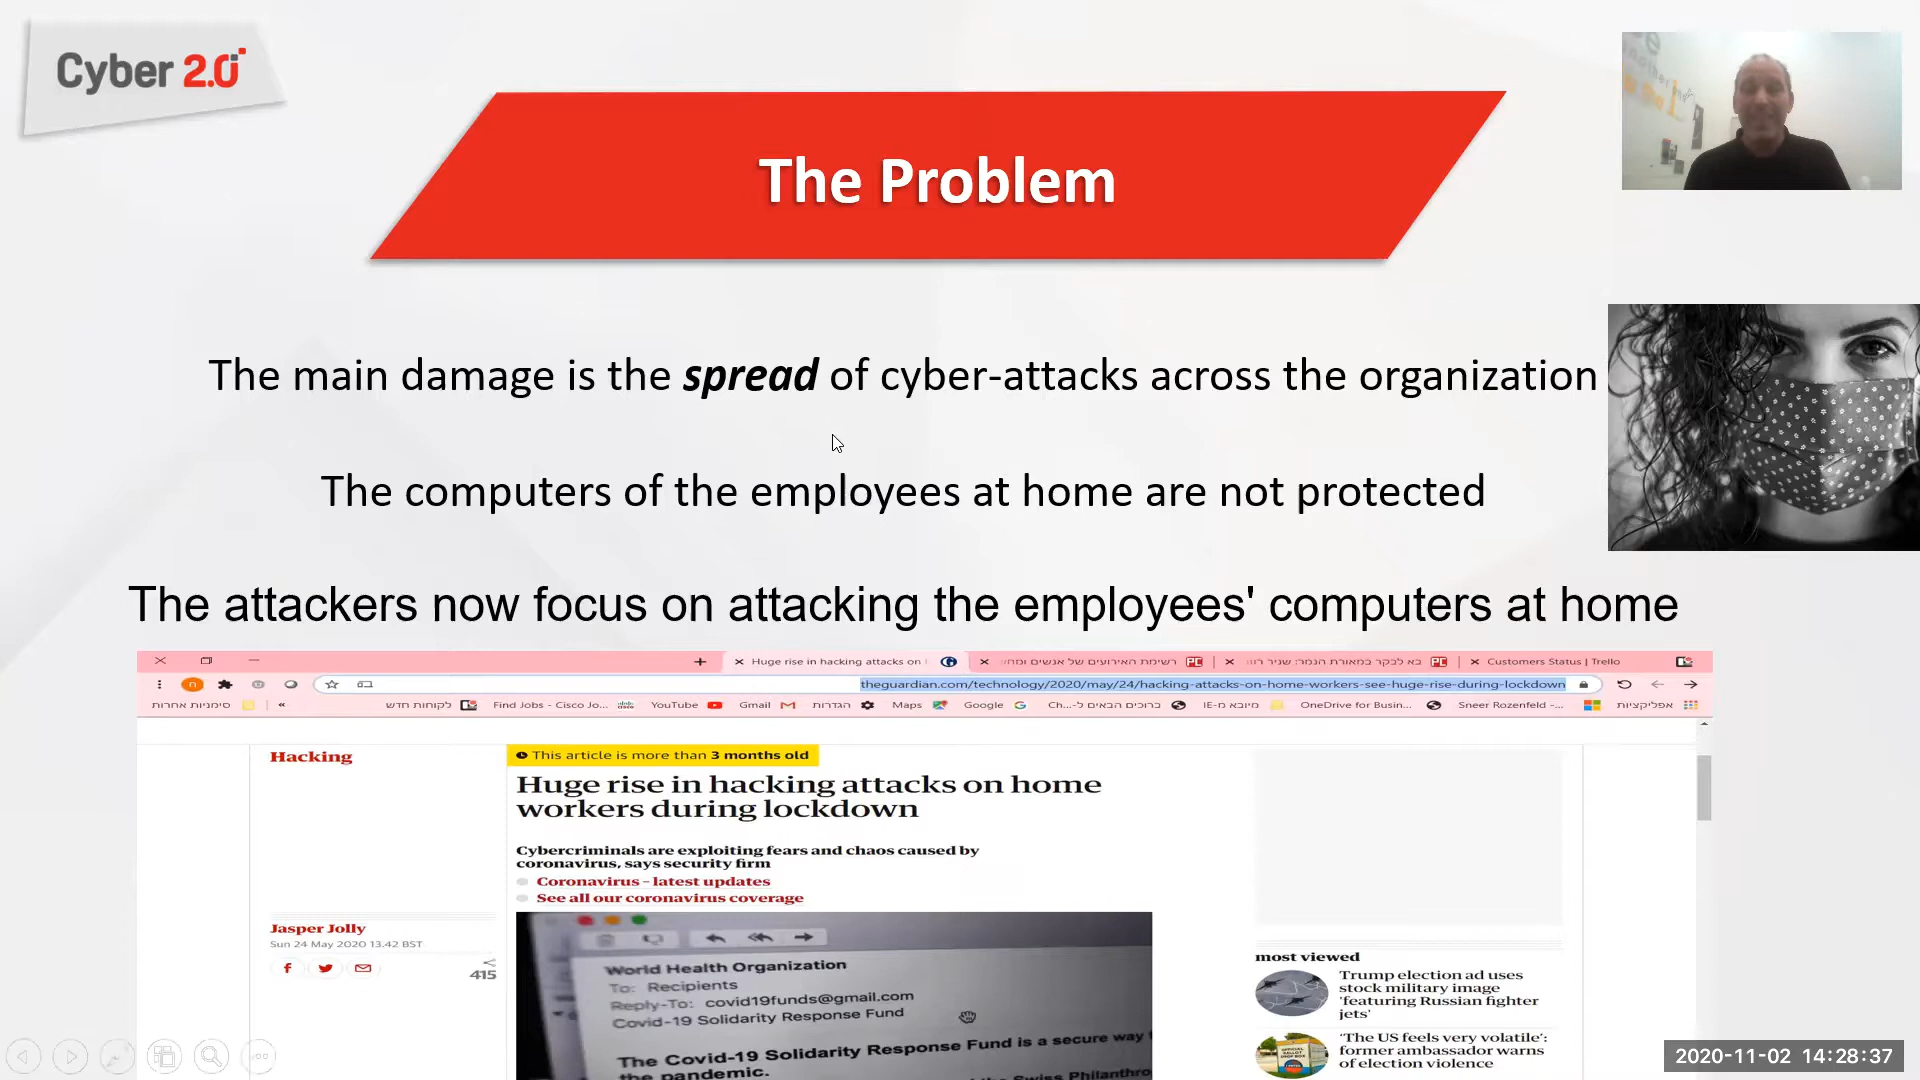 Cyber 2.0
The Problem
The main damage is the spread of cyber-attacks across the organization
The computers of the employees at home are not protected
The attackers now focus on attacking the employees' computers at home
Huge rise in hacking attacks on
רשימת האירועים של אנשים ומחו
בא לבקר במאורת הנמר: שגיר רוו
Customers Status | Trello
theguardian.com/technology/2020/may/24/hacking-attacks-on-home-workers-see-huge-rise-during-lockdown
סימניות אחרות
«
לקוחות חדש
Find Jobs - Cisco Jo...
YouTube
Gmail
הגדרות
Maps
Google
ברוכים הבאים ל-Ch...
מיובא מ-IE
OneDrive for Busin...
Sneer Rozenfeld -...
אפליקציות
Hacking
This article is more than 3 months old
Huge rise in hacking attacks on home
workers during lockdown
Cybercriminals are exploiting fears and chaos caused by
coronavirus, says security firm
Coronavirus – latest updates
See all our coronavirus coverage
Jasper Jolly
Sun 24 May 2020 13.42 BST
415
World Health Organization
To: Recipients
Reply-To: covid19funds@gmail.com
Covid-19 Solidarity Response Fund
The Covid-19 Solidarity Response Fund is a secure way
the pandemic.
Swiss Philanthro
most viewed
Trump election ad uses
stock military image
'featuring Russian fighter
jets'
'The US feels very volatile':
former ambassador warns
of election violence
2020-11-02 14:28:37